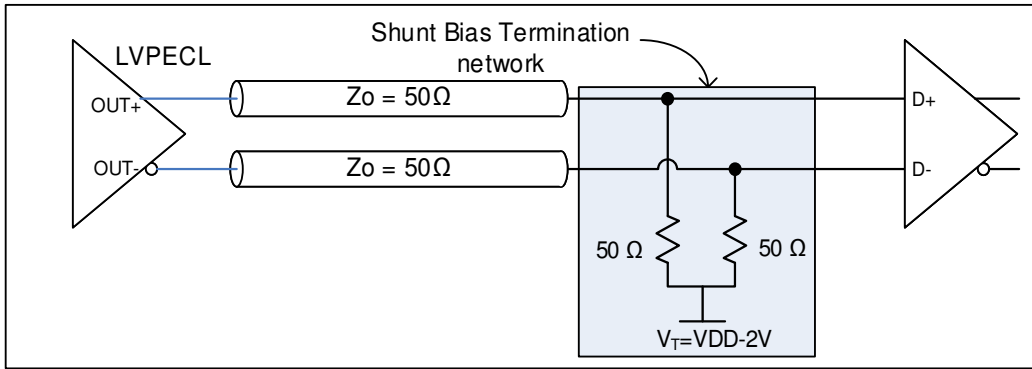 Shunt Bias Termination
network
LVPECL
OUT+
Zo = 50Ω
D+
OUT-
Zo = 50Ω
D-
50 Ω
50 Ω
VT=VDD-2V